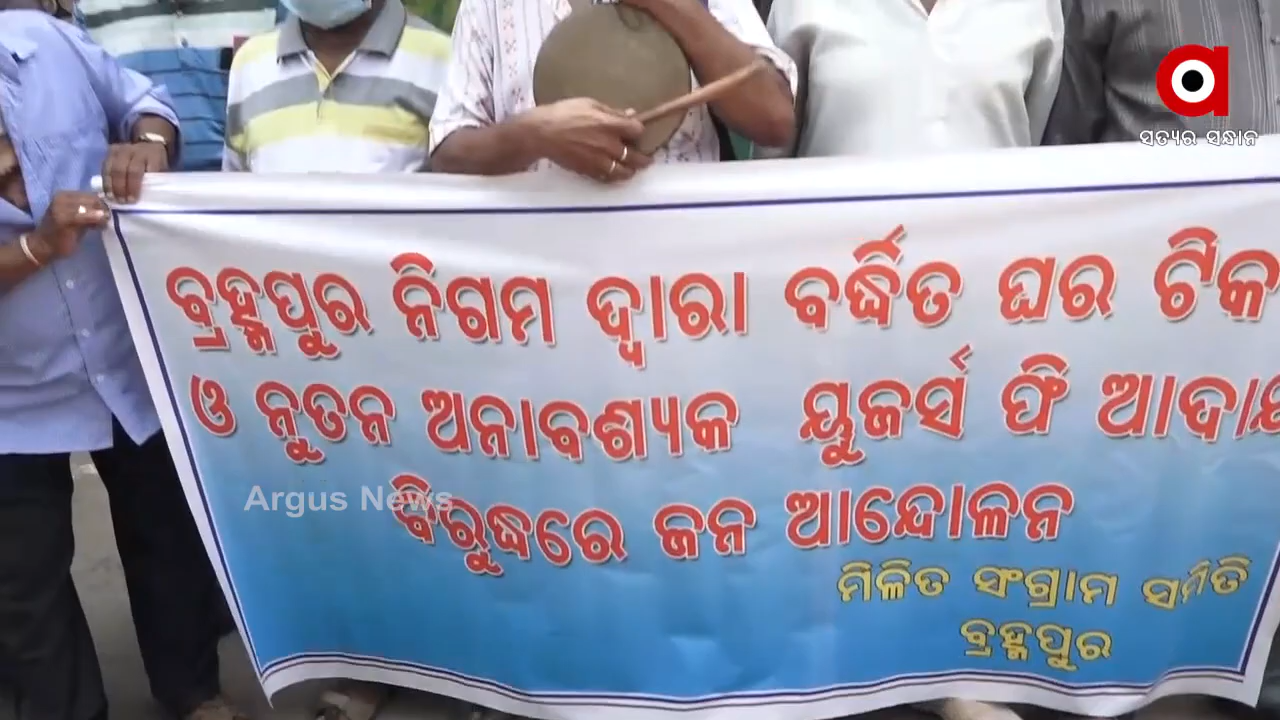 ସତ୍ୟର ସନ୍ଧାନ
ବ୍ରହ୍ମପୁର ନିଗମ ଦ୍ୱାରା ବର୍ଦ୍ଧିତ ଘର ଟିକ
ଓ ନୁତନ ଅନାବଶ୍ୟକ ୟୁଜର୍ସ ଫି ଆଦାୟ
Argus News
ବିରୁଦ୍ଧରେ ଜନ ଆନ୍ଦୋଳନ
ମିଳିତ ସଂଗ୍ରାମ ସମିତି
ବ୍ରହ୍ମପୁର